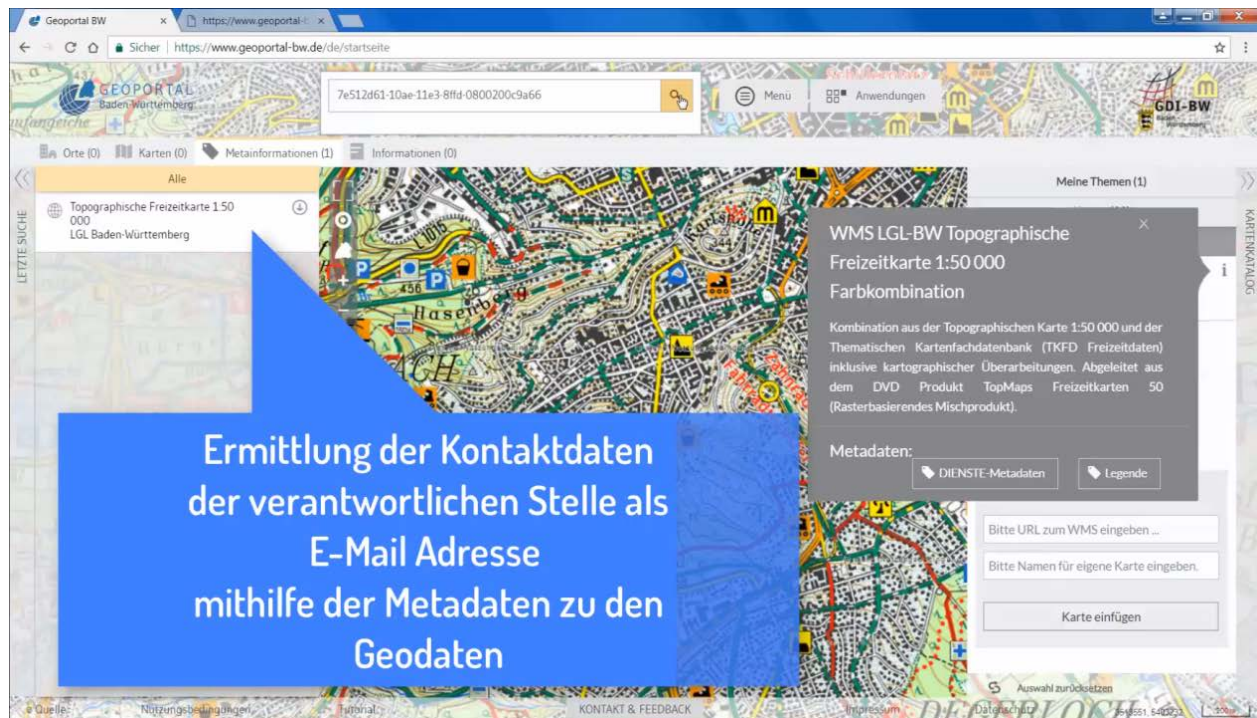 Geoportal BW
https://www.geoportal-b
Sicher | https://www.geoportal-bw.de/de/startseite
GEOPORTAL
Baden-Württemberg
7e512d61-10ae-11e3-8ffd-0800200c9a66
Menü
Anwendungen
GDI-BW
Baden-
Württemberg
Orte (0)
Karten (0)
Metainformationen (1)
Informationen (0)
Alle
Meine Themen (1)
LETZTE SUCHE
Topographische Freizeitkarte 1:50
000
LGL Baden-Württemberg
KARTENKATALOG
i
WMS LGL-BW Topographische
Freizeitkarte 1:50 000
Farbkombination
Kombination aus der Topographischen Karte 1:50 000 und der
Thematischen Kartenfachdatenbank (TKFD Freizeitdaten)
inklusive kartographischer Überarbeitungen. Abgeleitet aus
dem DVD Produkt TopMaps Freizeitkarten 50
(Rasterbasierendes Mischprodukt).
Metadaten:
DIENSTE-Metadaten
Legende
L1015
P
P
456
Hasenberg
Karlshöhe
Ermittlung der Kontaktdaten
der verantwortlichen Stelle als
E-Mail Adresse
mithilfe der Metadaten zu den
Geodaten
Bitte URL zum WMS eingeben ...
Bitte Namen für eigene Karte eingeben.
Karte einfügen
Auswahl zurücksetzen
Quelle:
Nutzungsbedingungen
Tutorial
KONTAKT & FEEDBACK
Impressum
Datenschutz